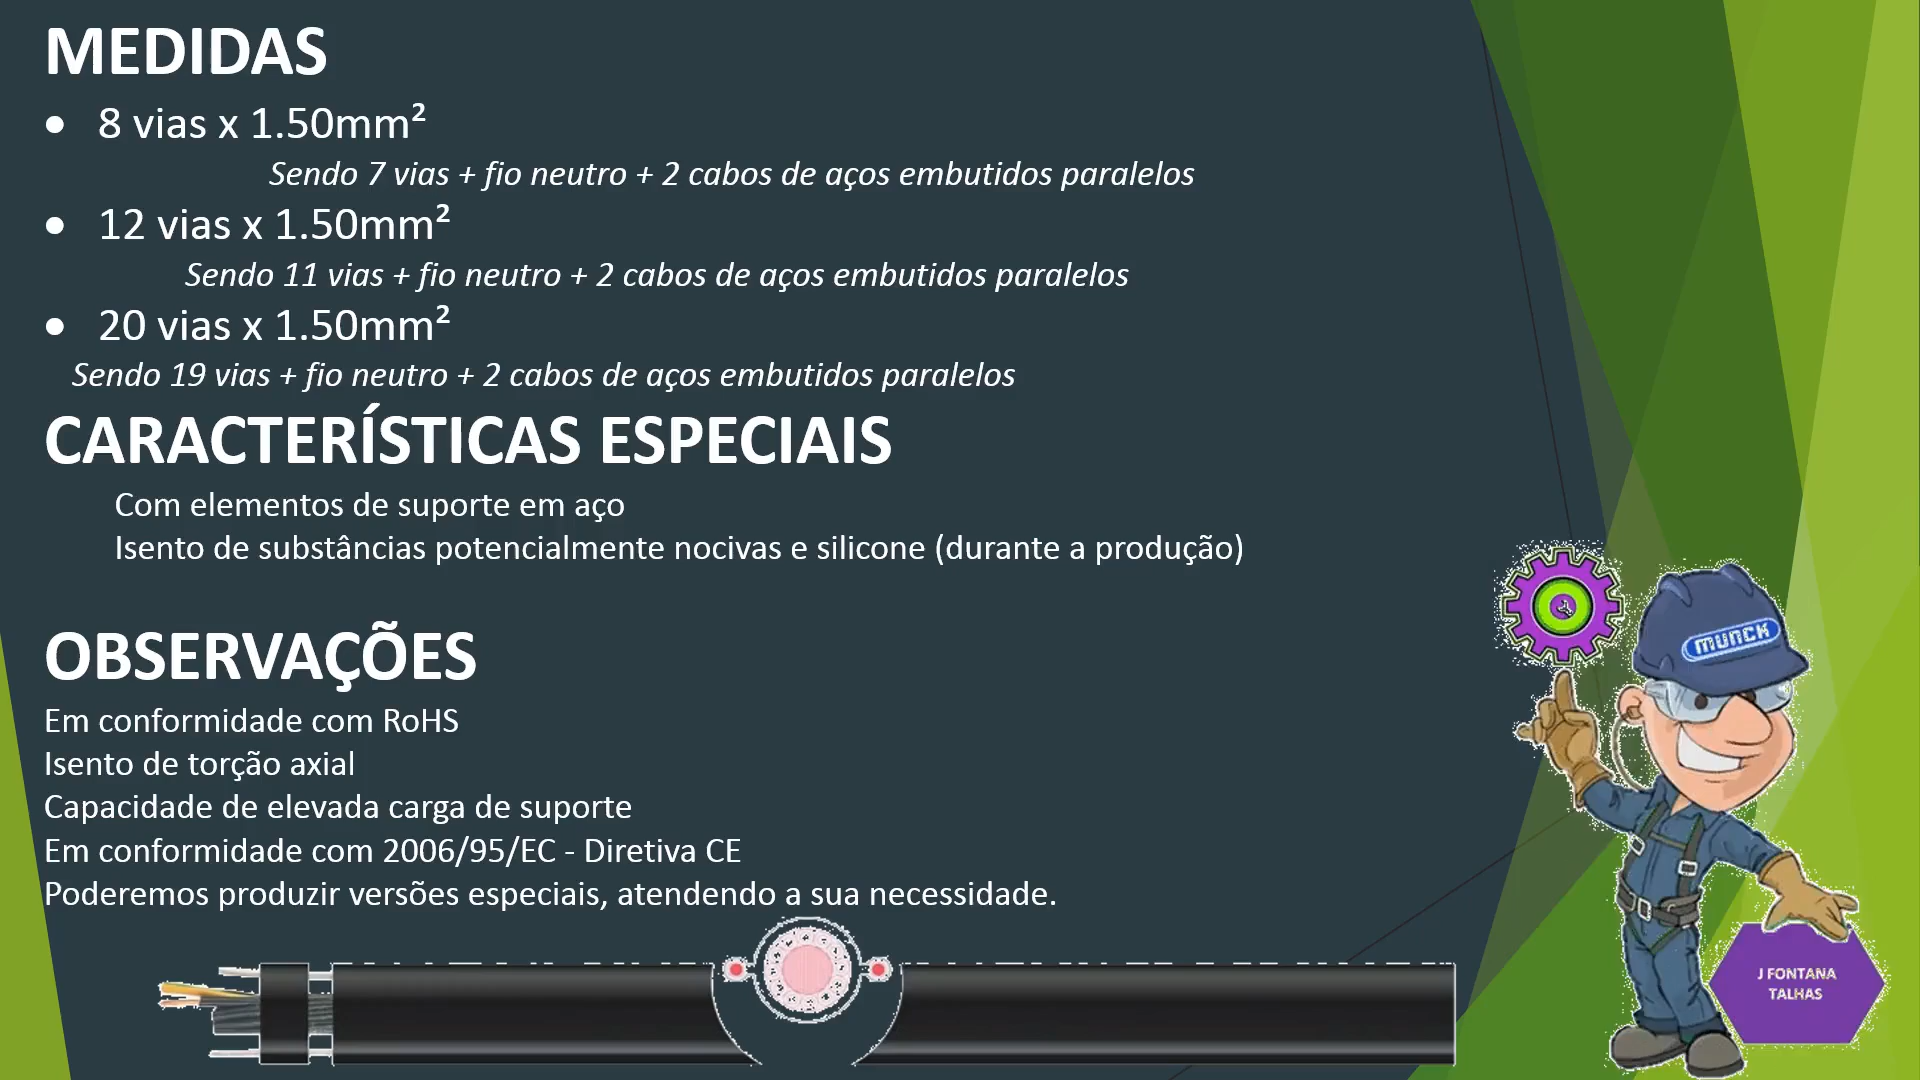 MEDIDAS
• 8 vias x 1.50mm²
Sendo 7 vias + fio neutro + 2 cabos de aços embutidos paralelos
• 12 vias x 1.50mm²
Sendo 11 vias + fio neutro + 2 cabos de aços embutidos paralelos
• 20 vias x 1.50mm²
Sendo 19 vias + fio neutro + 2 cabos de aços embutidos paralelos
CARACTERÍSTICAS ESPECIAIS
Com elementos de suporte em aço
Isento de substâncias potencialmente nocivas e silicone (durante a produção)
OBSERVAÇÕES
Em conformidade com RoHS
Isento de torção axial
Capacidade de elevada carga de suporte
Em conformidade com 2006/95/EC - Diretiva CE
Poderemos produzir versões especiais, atendendo a sua necessidade.
munck
J FONTANA
TALHAS